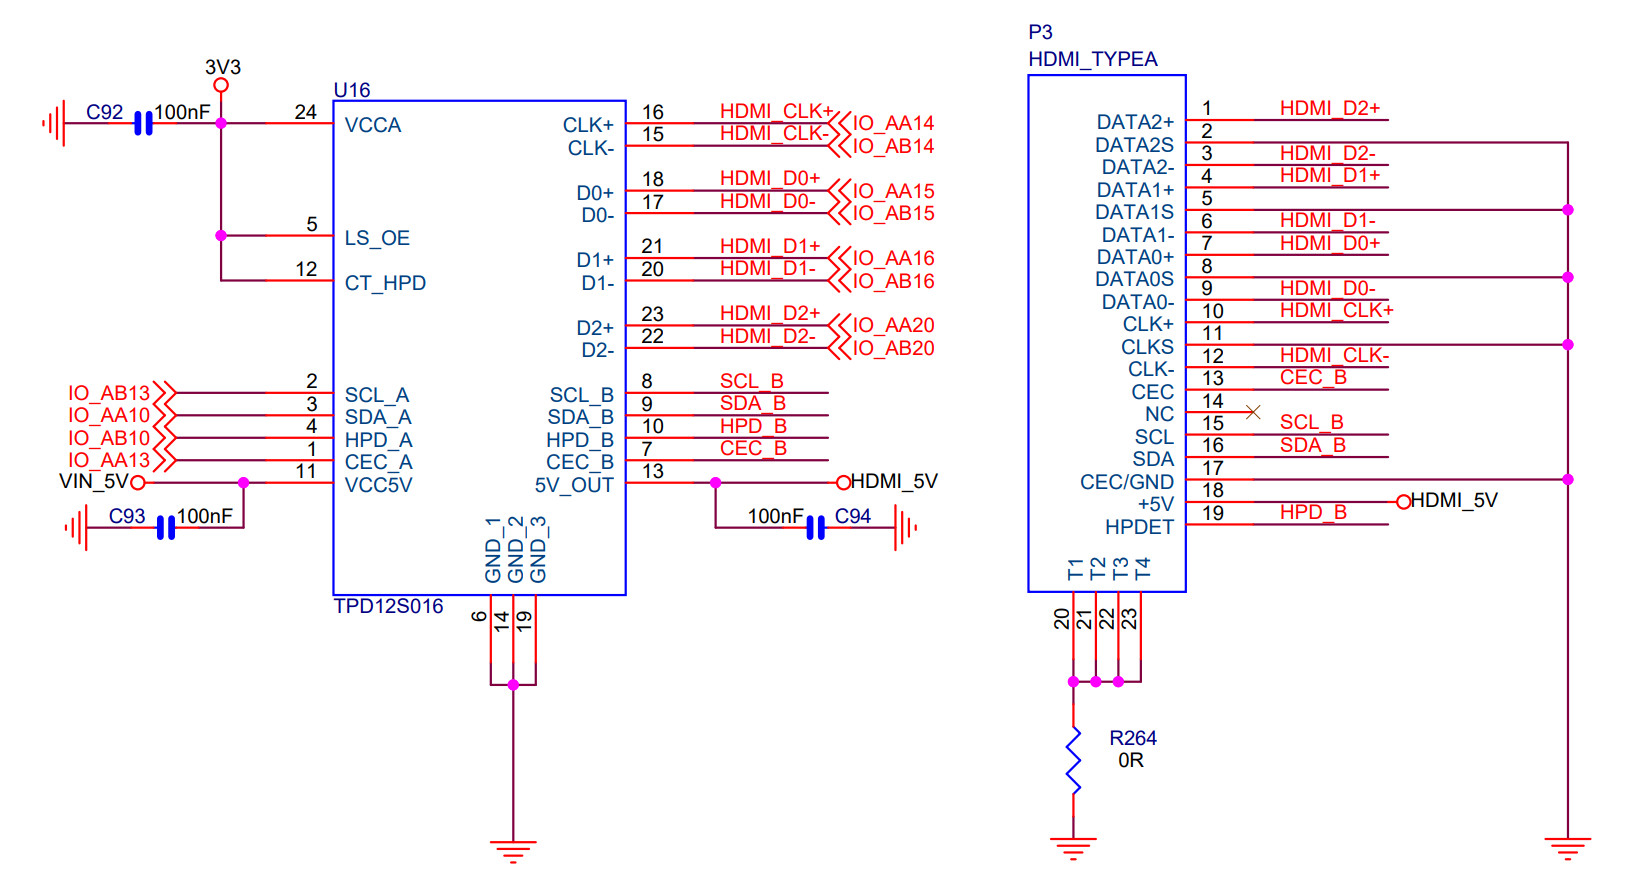 3V3
C92 100nF
U16
24 VCCA
5 LS_OE
12 CT_HPD
IO_AB13 2 SCL_A
IO_AA10 3 SDA_A
IO_AB10 4 HPD_A
IO_AA13 1 CEC_A
VIN_5V 11 VCC5V
C93 100nF
CLK+ 16 HDMI_CLK+ IO_AA14
CLK- 15 HDMI_CLK- IO_AB14
D0+ 18 HDMI_D0+ IO_AA15
D0- 17 HDMI_D0- IO_AB15
D1+ 21 HDMI_D1+ IO_AA16
D1- 20 HDMI_D1- IO_AB16
D2+ 23 HDMI_D2+ IO_AA20
D2- 22 HDMI_D2- IO_AB20
SCL_B 8 SCL_B
SDA_B 9 SDA_B
HPD_B 10 HPD_B
CEC_B 7 CEC_B
5V_OUT 13 HDMI_5V
100nF C94
GND_1
GND_2
GND_3
TPD12S016
6
14
19
P3
HDMI_TYPEA
DATA2+ 1 HDMI_D2+
DATA2S 2
DATA2- 3 HDMI_D2-
DATA1+ 4 HDMI_D1+
DATA1S 5
DATA1- 6 HDMI_D1-
DATA0+ 7 HDMI_D0+
DATA0S 8
DATA0- 9 HDMI_D0-
CLK+ 10 HDMI_CLK+
CLKS 11
CLK- 12 HDMI_CLK-
CEC 13 CEC_B
NC 14
SCL 15 SCL_B
SDA 16 SDA_B
CEC/GND 17
+5V 18 HDMI_5V
HPDET 19 HPD_B
T1
T2
T3
T4
20
21
22
23
R264
0R